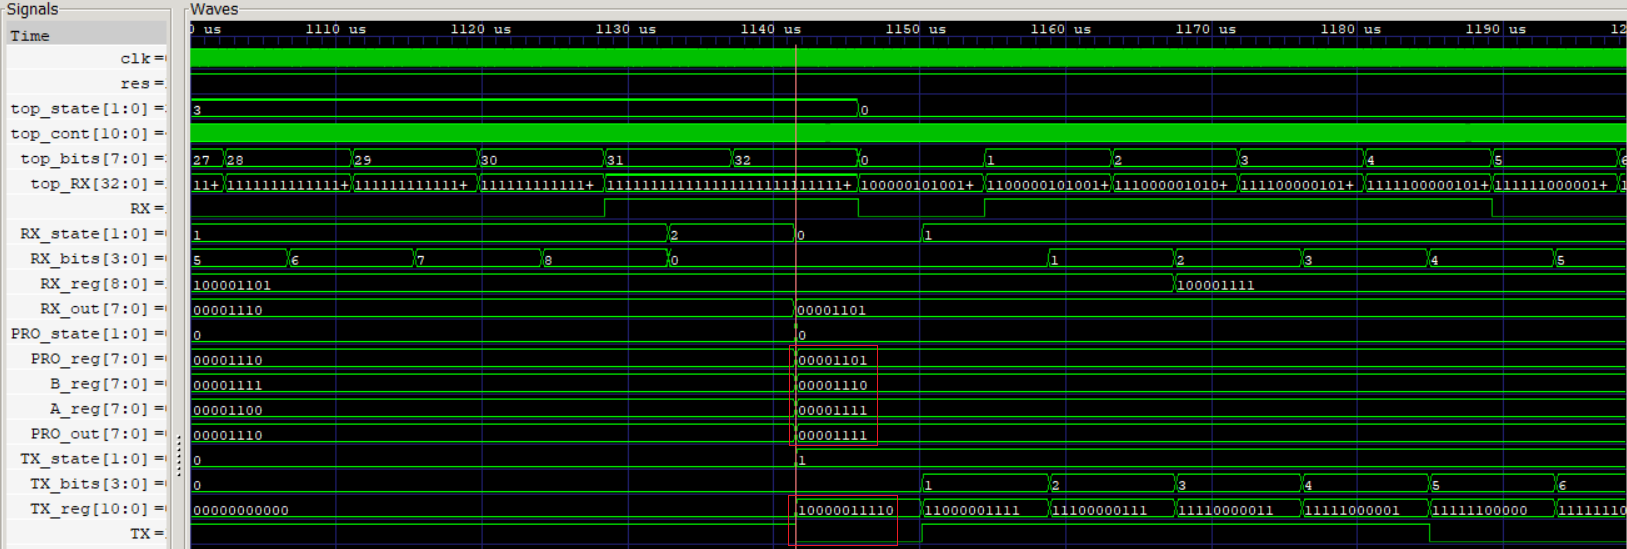 Signals Waves
Time 0 us 1110 us 1120 us 1130 us 1140 us 1150 us 1160 us 1170 us 1180 us 1190 us 12
clk =
res =
top_state[1:0] = 3 0
top_cont[10:0] =
top_bits[7:0] = 27 28 29 30 31 32 0 1 2 3 4 5 6
top_RX[32:0] = 11+ 1111111111111+ 111111111111+ 111111111111+ 1111111111111111111111111+ 100000101001+ 1100000101001+ 111000001010+ 1111000000101+ 1111100000101+ 111111000001+ 1
RX =
RX_state[1:0] = 1 2 0 1
RX_bits[3:0] = 5 6 7 8 0 1 2 3 4 5
RX_reg[8:0] = 100001101 100001111
RX_out[7:0] = 00001110 00001101
PRO_state[1:0] = 0 0
PRO_reg[7:0] = 00001110 00001101
B_reg[7:0] = 00001111 00001110
A_reg[7:0] = 00001100 00001111
PRO_out[7:0] = 00001110 00001111
TX_state[1:0] = 0 1
TX_bits[3:0] = 0 1 2 3 4 5 6
TX_reg[10:0] = 00000000000 10000011110 11000001111 11100000111 11110000011 11111000001 11111100000 11111110
TX =